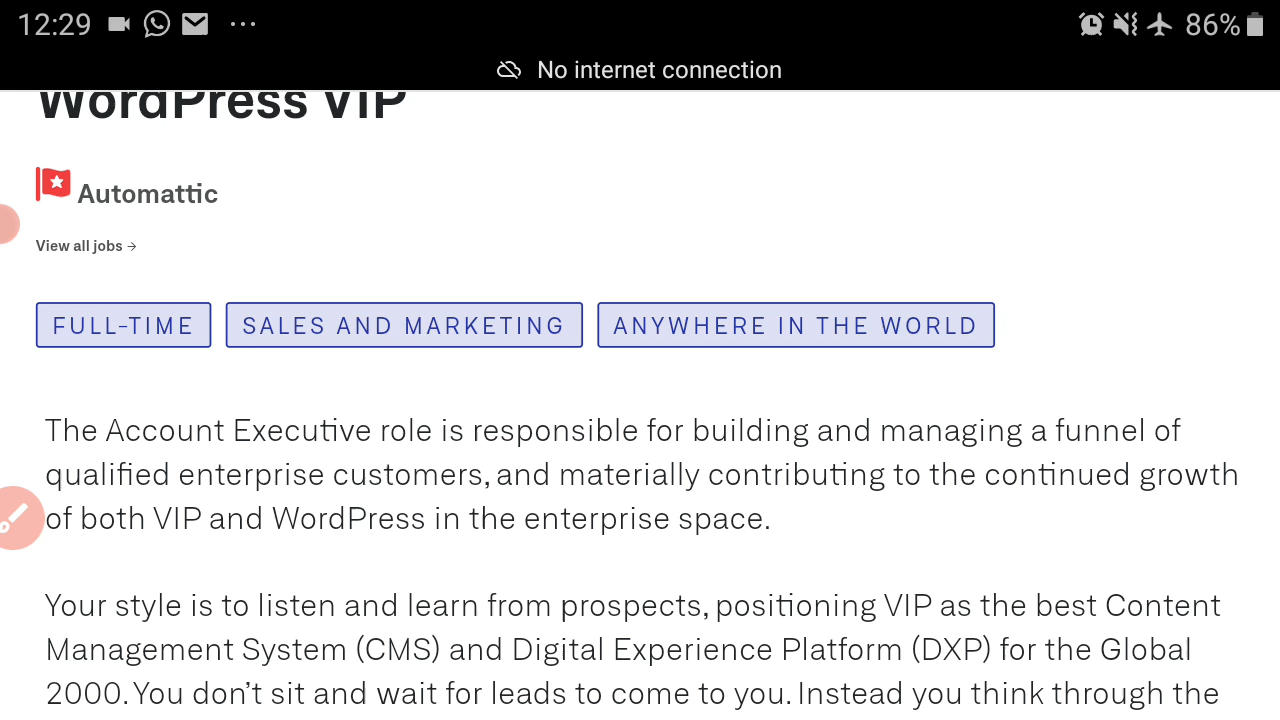 12:29 ... 86%
No internet connection
WordPress VIP
Automattic
View all jobs →
FULL-TIME SALES AND MARKETING ANYWHERE IN THE WORLD
The Account Executive role is responsible for building and managing a funnel of
qualified enterprise customers, and materially contributing to the continued growth
of both VIP and WordPress in the enterprise space.
Your style is to listen and learn from prospects, positioning VIP as the best Content
Management System (CMS) and Digital Experience Platform (DXP) for the Global
2000. You don’t sit and wait for leads to come to you. Instead you think through the